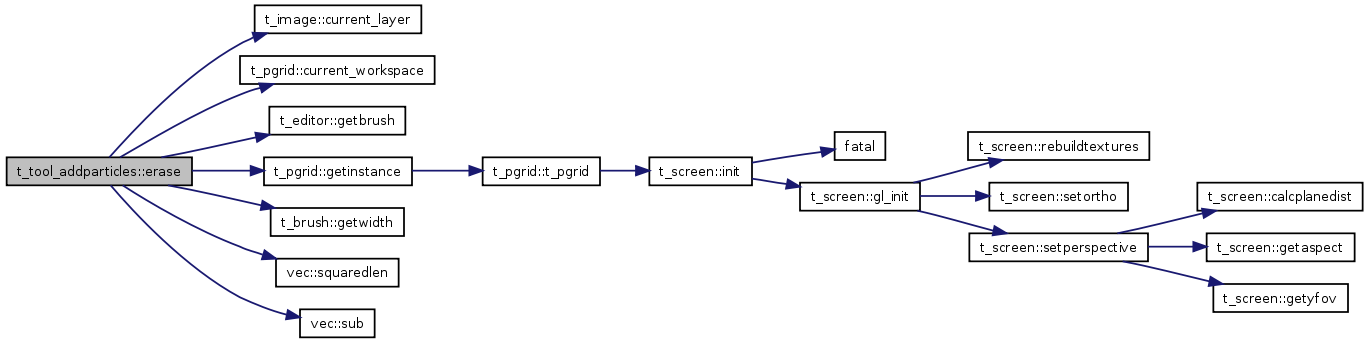 t_tool_addparticles::erase
t_image::current_layer
t_pgrid::current_workspace
t_editor::getbrush
t_pgrid::getinstance
t_brush::getwidth
vec::squaredlen
vec::sub
t_pgrid::t_pgrid
t_screen::init
fatal
t_screen::gl_init
t_screen::rebuildtextures
t_screen::setortho
t_screen::setperspective
t_screen::calcplanedist
t_screen::getaspect
t_screen::getyfov